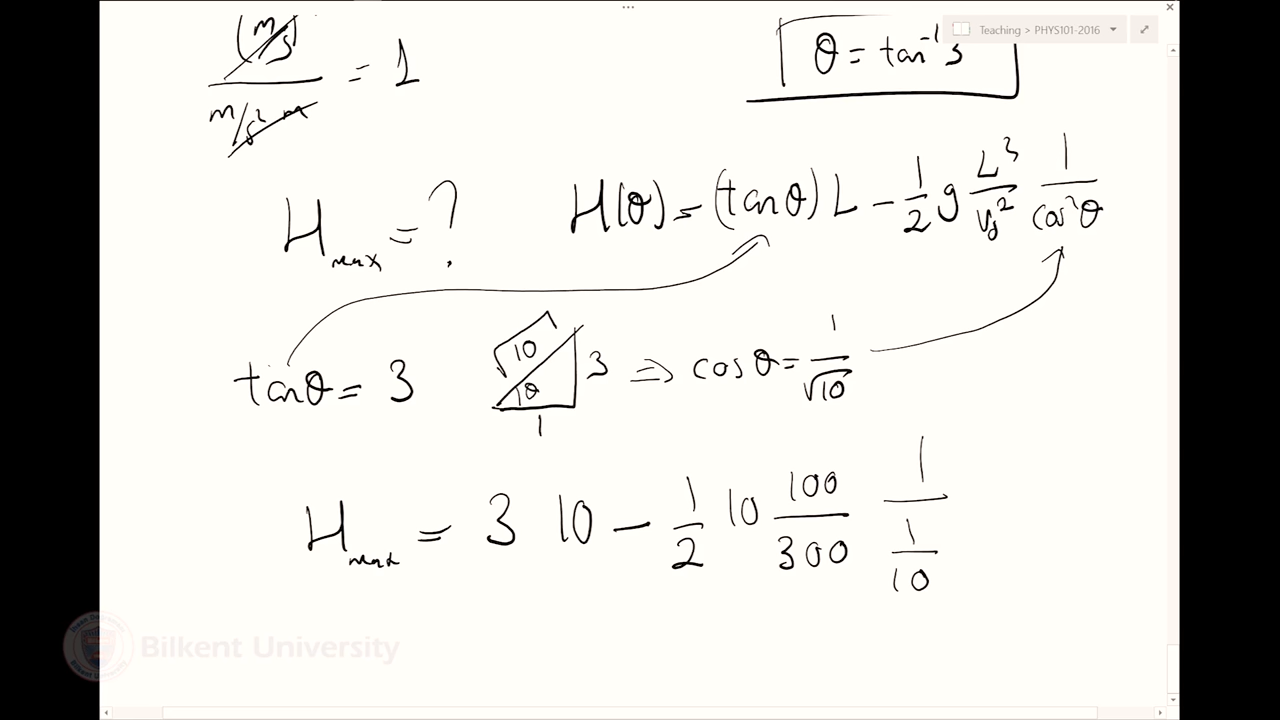 Teaching > PHYS101-2016
(m/s)
/ m/s² m = 1
θ = tan⁻¹ 3
H_max = ?
H(θ) = (tanθ) L - 1/2 g L³/v₀² 1/cos²θ
tanθ = 3
√10
θ
3
1
⇒ cosθ = 1/√10
H_max = 3 10 - 1/2 10 100/300 1/(1/10)
Bilkent University